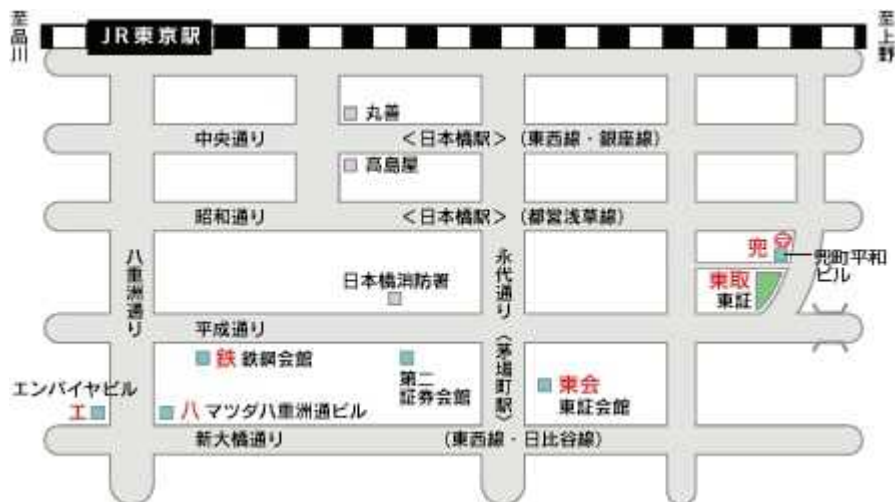 至品川
JR東京駅
至上野
丸善
中央通り
<日本橋駅>(東西線・銀座線)
高島屋
昭和通り
<日本橋駅>(都営浅草線)
八重洲通り
永代通り
兜
兜町平和
ビル
東取
東証
日本橋消防署
平成通り
〈茅場町駅〉
鉄 鉄鋼会館
第二
証券会館
東会
東証会館
エンパイヤビル
エ
八 マツダ八重洲通ビル
新大橋通り
(東西線・日比谷線)